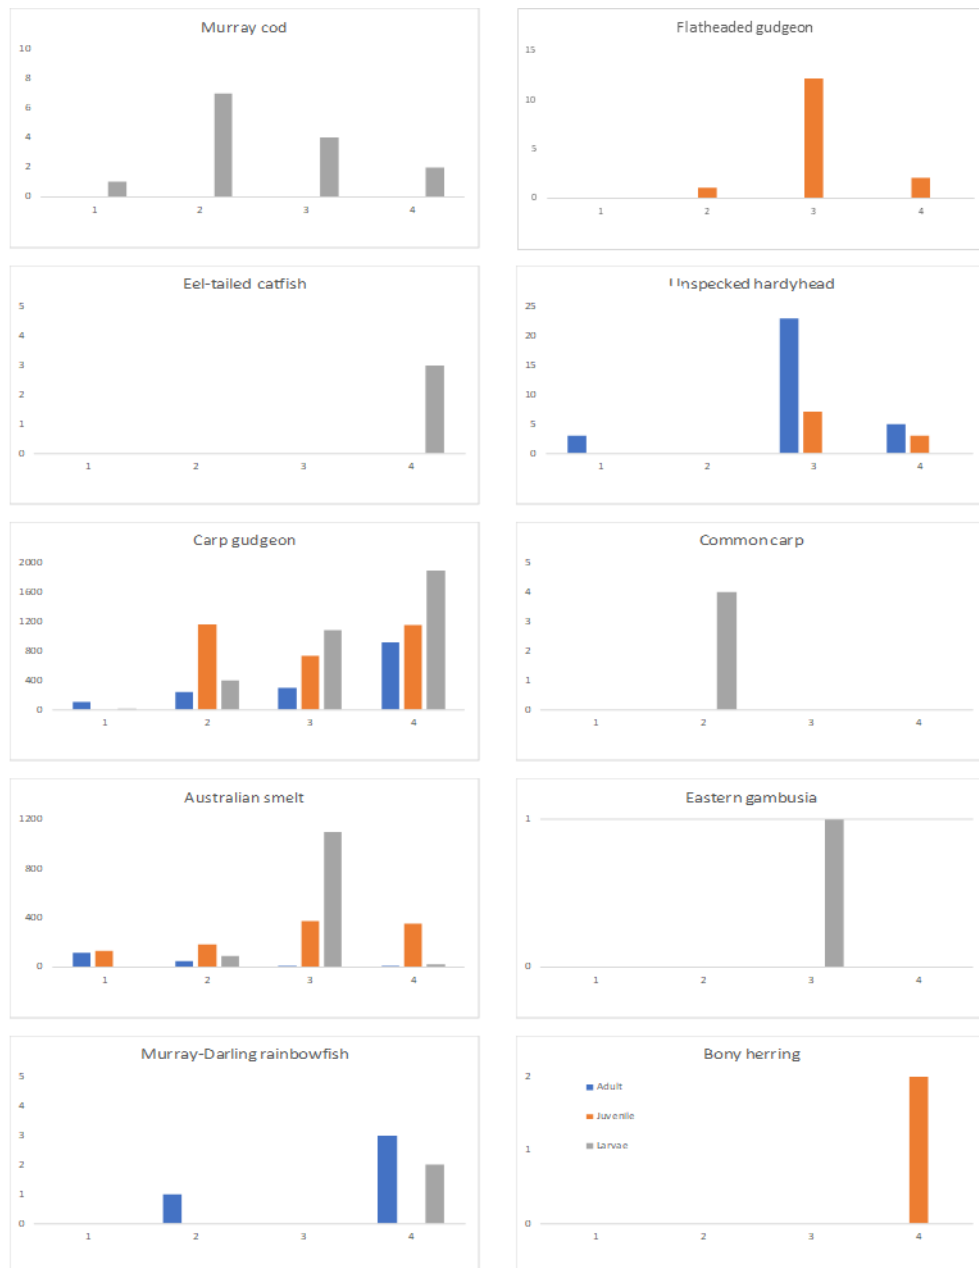 Murray cod
10
8
6
4
2
0
1 2 3 4
Flatheaded gudgeon
15
10
5
0
1 2 3 4
Eel-tailed catfish
5
4
3
2
1
0
1 2 3 4
Unspecked hardyhead
25
20
15
10
5
0
1 2 3 4
Carp gudgeon
2000
1600
1200
800
400
0
1 2 3 4
Common carp
5
4
3
2
1
0
1 2 3 4
Australian smelt
1200
800
400
0
1 2 3 4
Eastern gambusia
1
0
1 2 3 4
Murray-Darling rainbowfish
5
4
3
2
1
0
1 2 3 4
Bony herring
2
1
0
Adult
Juvenile
Larvae
1 2 3 4